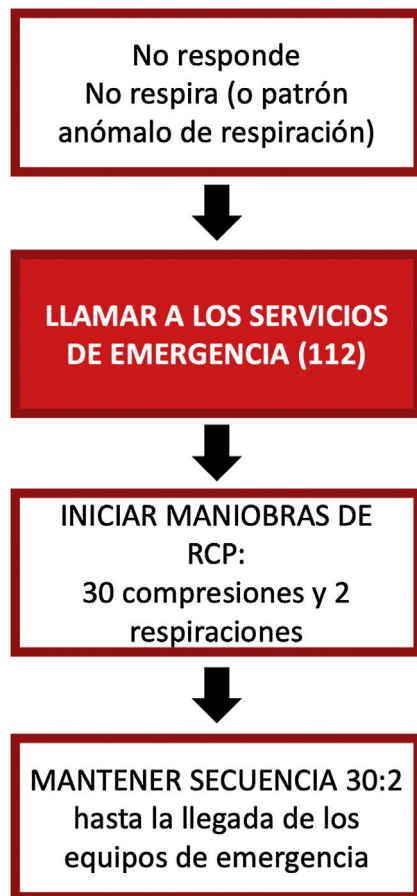 No responde
No respira (o patrón
anómalo de respiración)
LLAMAR A LOS SERVICIOS
DE EMERGENCIA (112)
INICIAR MANIOBRAS DE
RCP:
30 compresiones y 2
respiraciones
MANTENER SECUENCIA 30:2
hasta la llegada de los
equipos de emergencia